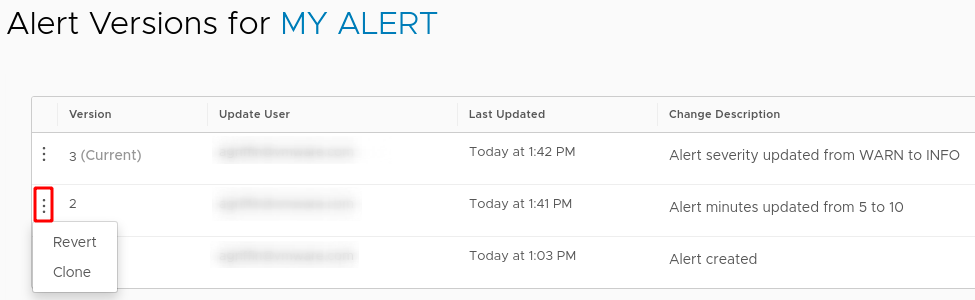 Alert Versions for MY ALERT
Version Update User Last Updated Change Description
3 (Current) Today at 1:42 PM Alert severity updated from WARN to INFO
2 Today at 1:41 PM Alert minutes updated from 5 to 10
Revert
Today at 1:03 PM Alert created
Clone